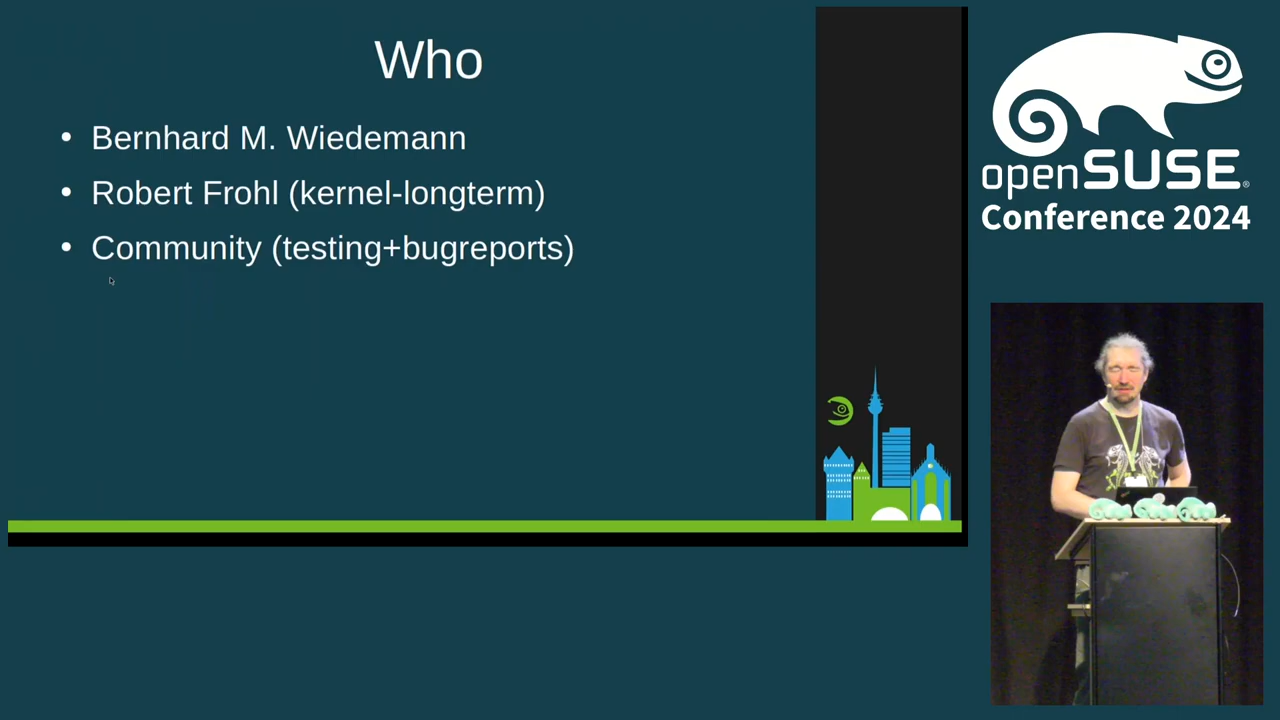 Who
Bernhard M. Wiedemann
Robert Frohl (kernel-longterm)
Community (testing+bugreports)
openSUSE®
Conference 2024